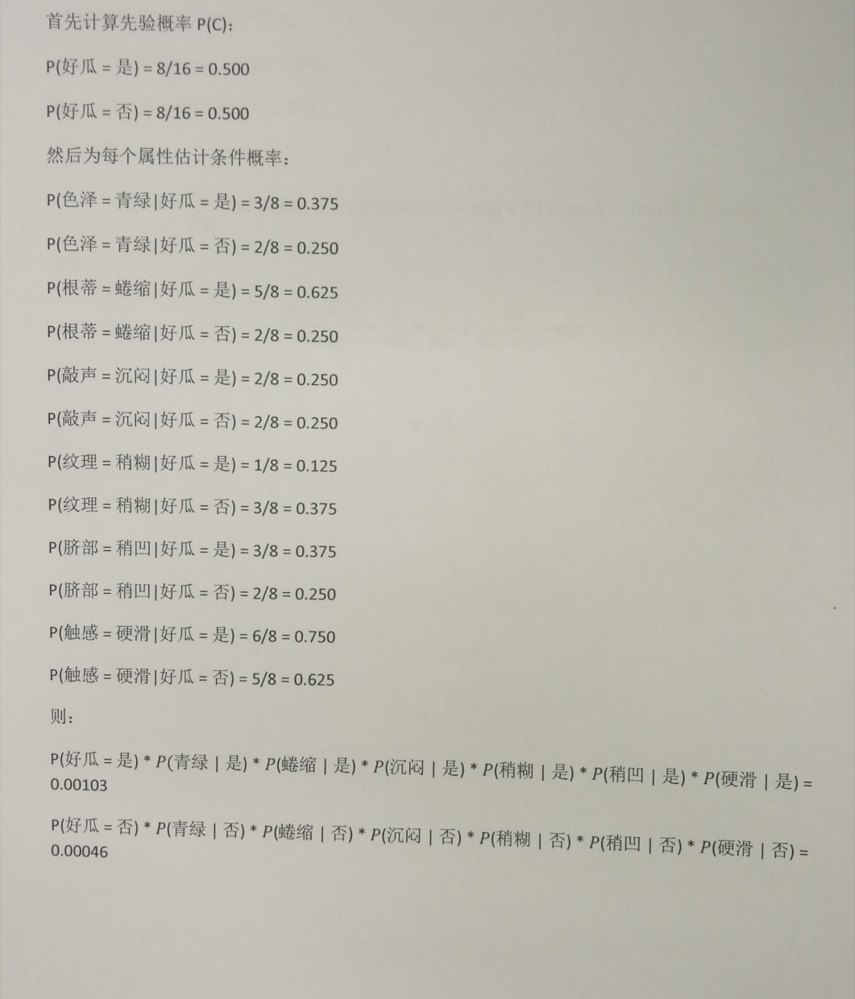 首先计算先验概率 P(C):
P(好瓜 = 是) = 8/16 = 0.500
P(好瓜 = 否) = 8/16 = 0.500
然后为每个属性估计条件概率:
P(色泽 = 青绿|好瓜 = 是) = 3/8 = 0.375
P(色泽 = 青绿|好瓜 = 否) = 2/8 = 0.250
P(根蒂 = 蜷缩|好瓜 = 是) = 5/8 = 0.625
P(根蒂 = 蜷缩|好瓜 = 否) = 2/8 = 0.250
P(敲声 = 沉闷|好瓜 = 是) = 2/8 = 0.250
P(敲声 = 沉闷|好瓜 = 否) = 2/8 = 0.250
P(纹理 = 稍糊|好瓜 = 是) = 1/8 = 0.125
P(纹理 = 稍糊|好瓜 = 否) = 3/8 = 0.375
P(脐部 = 稍凹|好瓜 = 是) = 3/8 = 0.375
P(脐部 = 稍凹|好瓜 = 否) = 2/8 = 0.250
P(触感 = 硬滑|好瓜 = 是) = 6/8 = 0.750
P(触感 = 硬滑|好瓜 = 否) = 5/8 = 0.625
则:
P(好瓜 = 是) * P(青绿 | 是) * P(蜷缩 | 是) * P(沉闷 | 是) * P(稍糊 | 是) * P(稍凹 | 是) * P(硬滑 | 是) =
0.00103
P(好瓜 = 否) * P(青绿 | 否) * P(蜷缩 | 否) * P(沉闷 | 否) * P(稍糊 | 否) * P(稍凹 | 否) * P(硬滑 | 否) =
0.00046